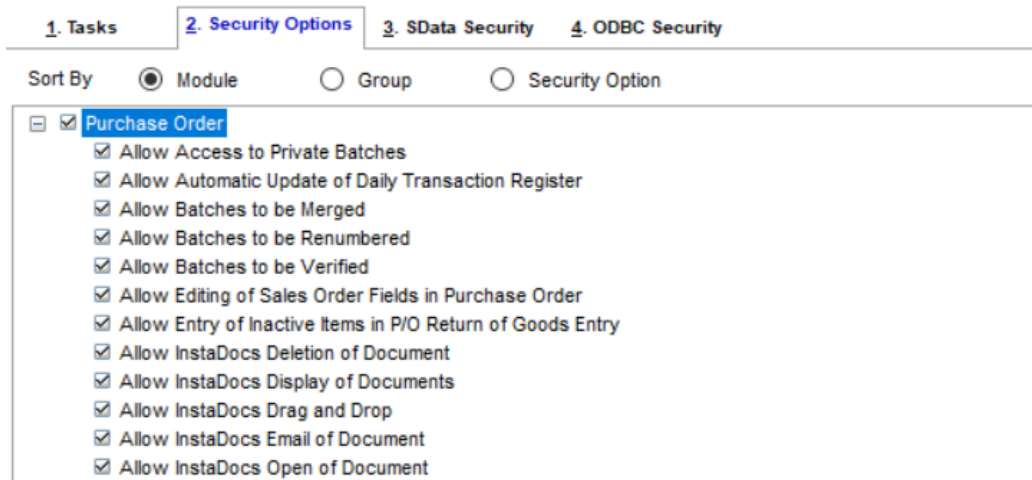 1. Tasks 2. Security Options 3. SData Security 4. ODBC Security
Sort By Module Group Security Option
Purchase Order
Allow Access to Private Batches
Allow Automatic Update of Daily Transaction Register
Allow Batches to be Merged
Allow Batches to be Renumbered
Allow Batches to be Verified
Allow Editing of Sales Order Fields in Purchase Order
Allow Entry of Inactive Items in P/O Return of Goods Entry
Allow InstaDocs Deletion of Document
Allow InstaDocs Display of Documents
Allow InstaDocs Drag and Drop
Allow InstaDocs Email of Document
Allow InstaDocs Open of Document